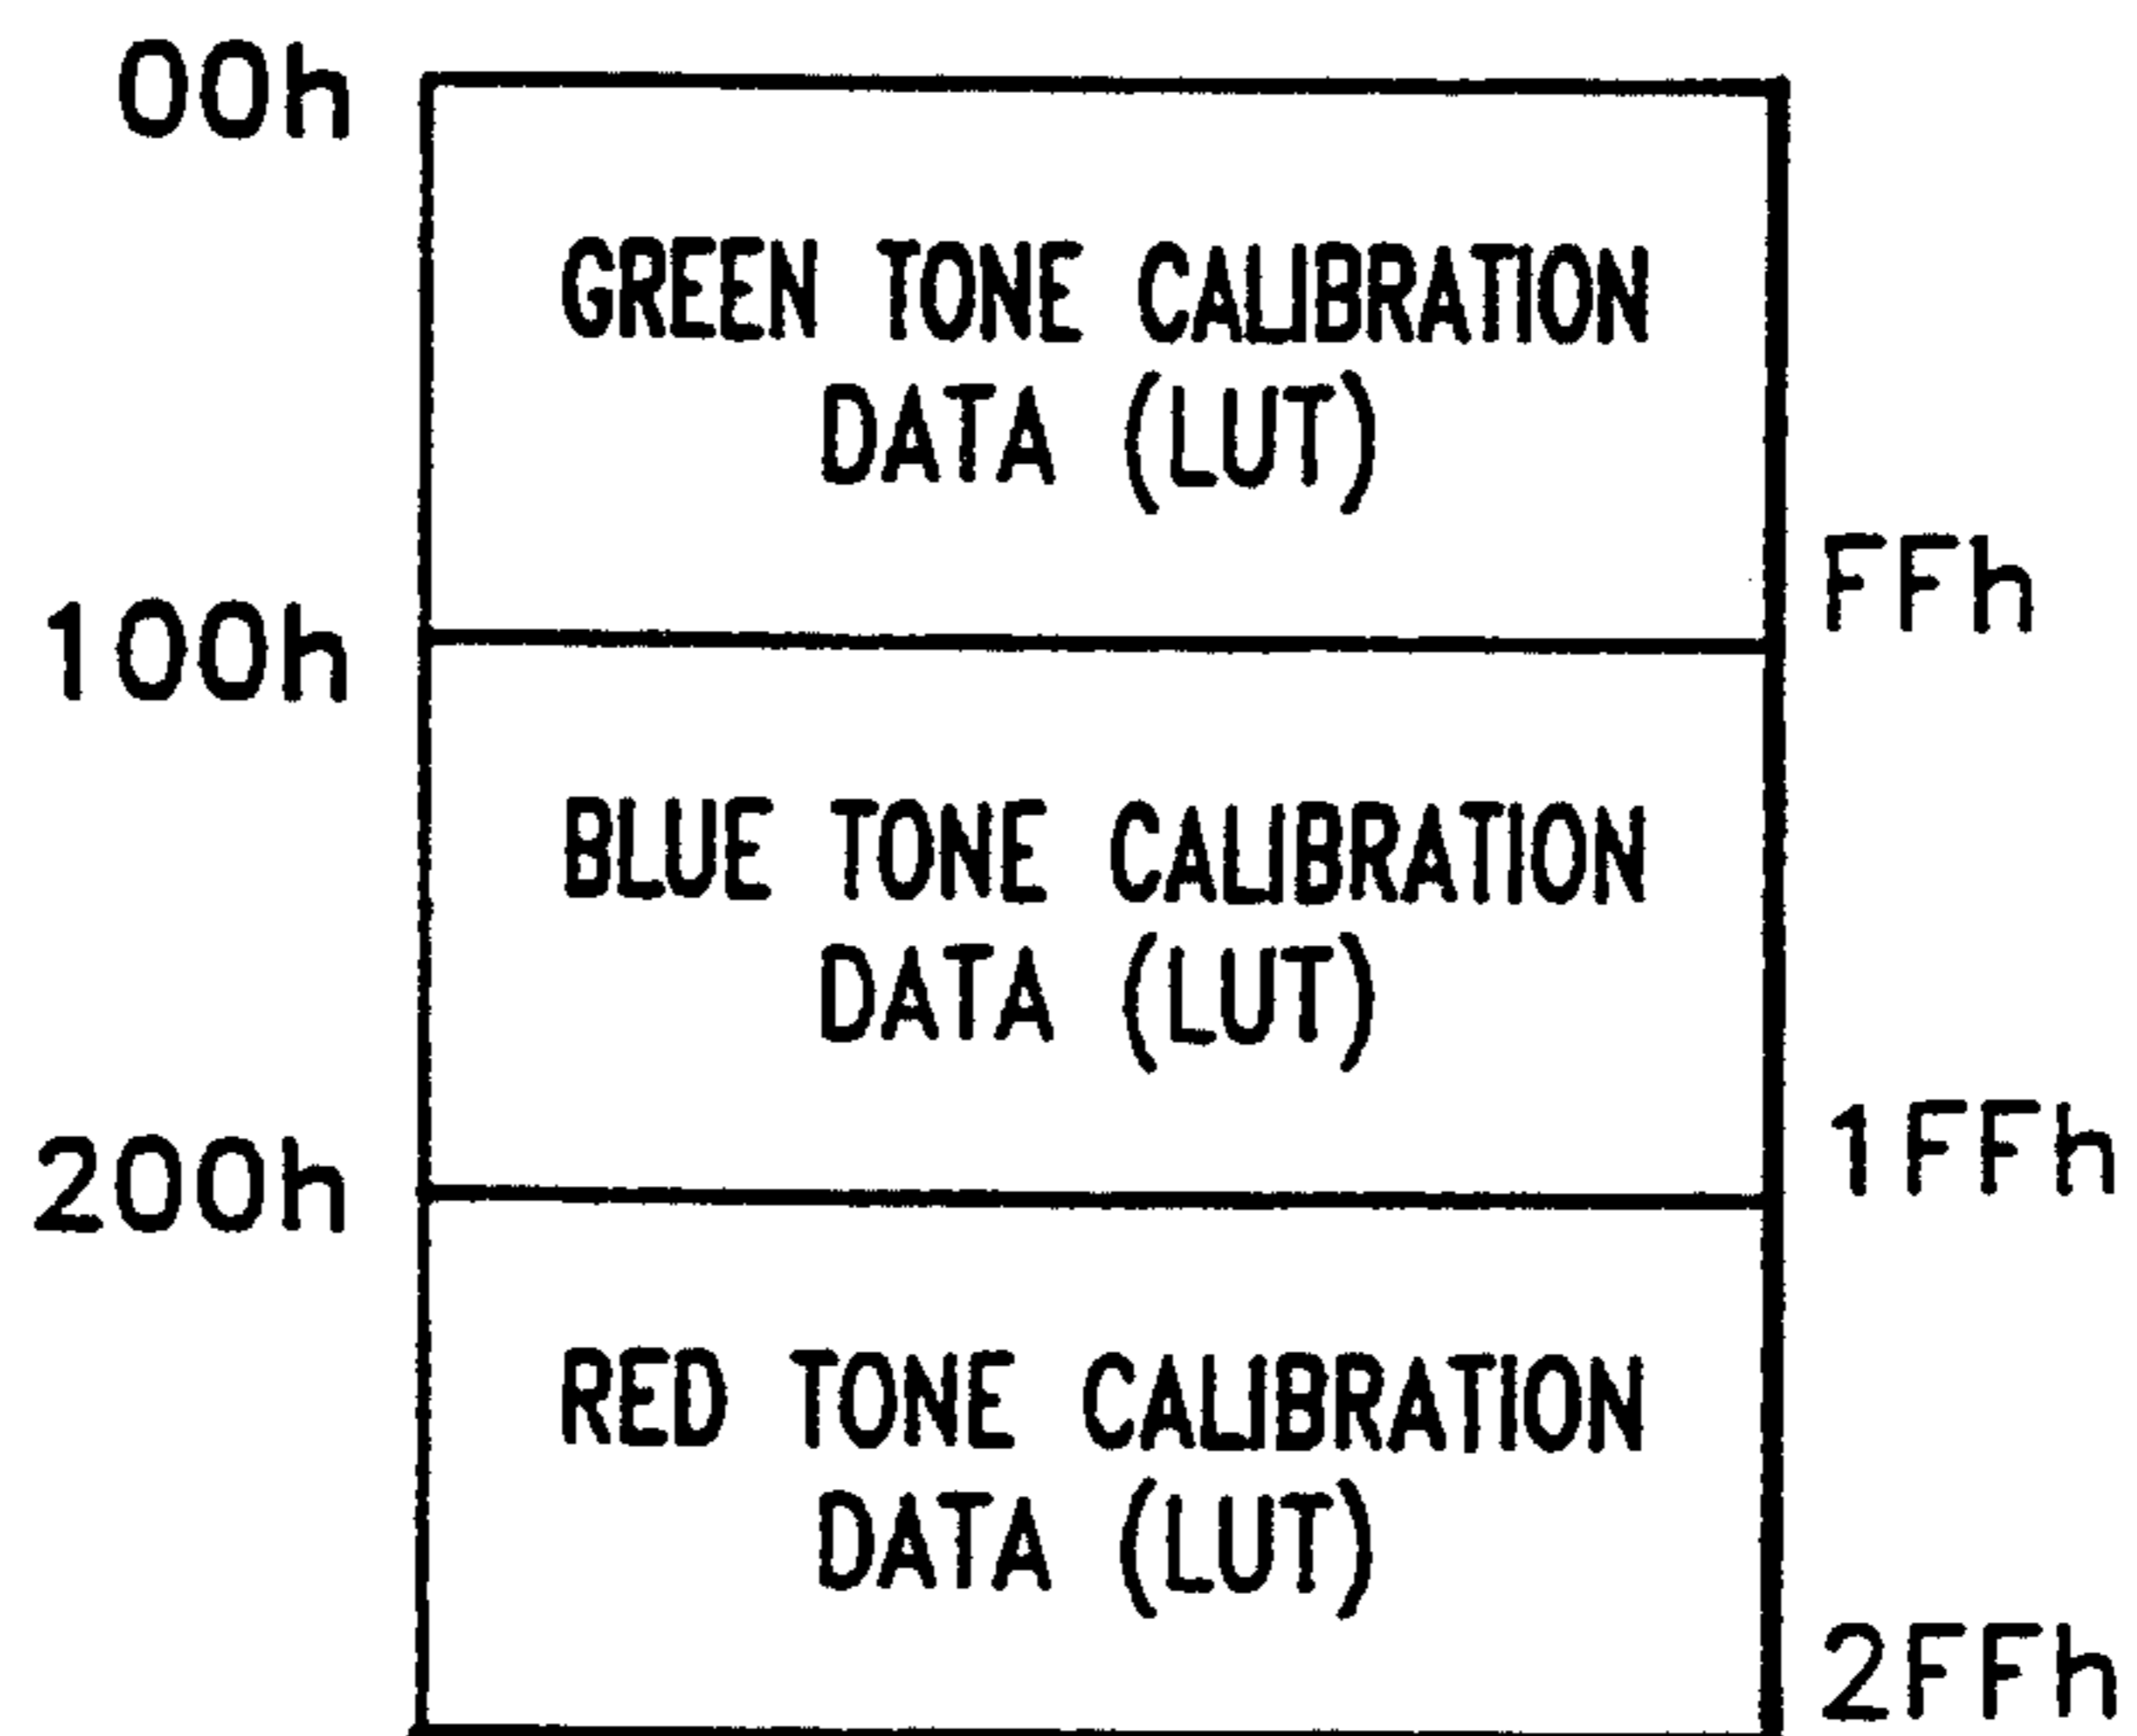 00h
GREEN TONE CALIBRATION
DATA (LUT)
FFh
100h
BLUE TONE CALIBRATION
DATA (LUT)
1FFh
200h
RED TONE CALIBRATION
DATA (LUT)
2FFh